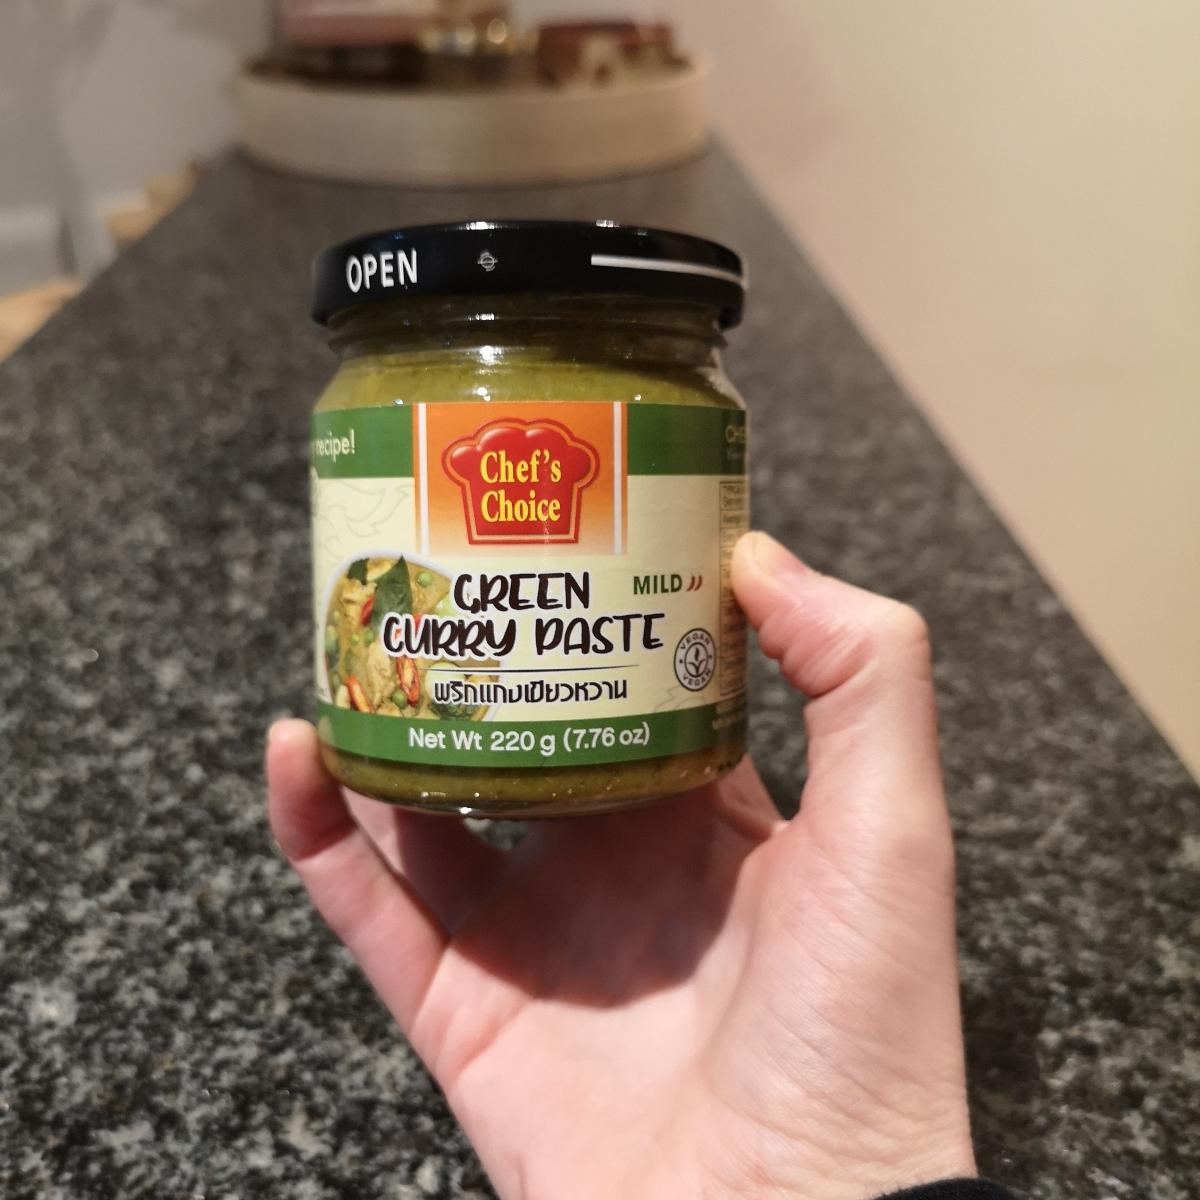 OPEN
recipe!
Chef's
Choice
GREEN
MILD
CURRY PASTE
VEGAN
VEGAN
พริกแกงเขียวหวาน
Net Wt 220 g (7.76 oz)